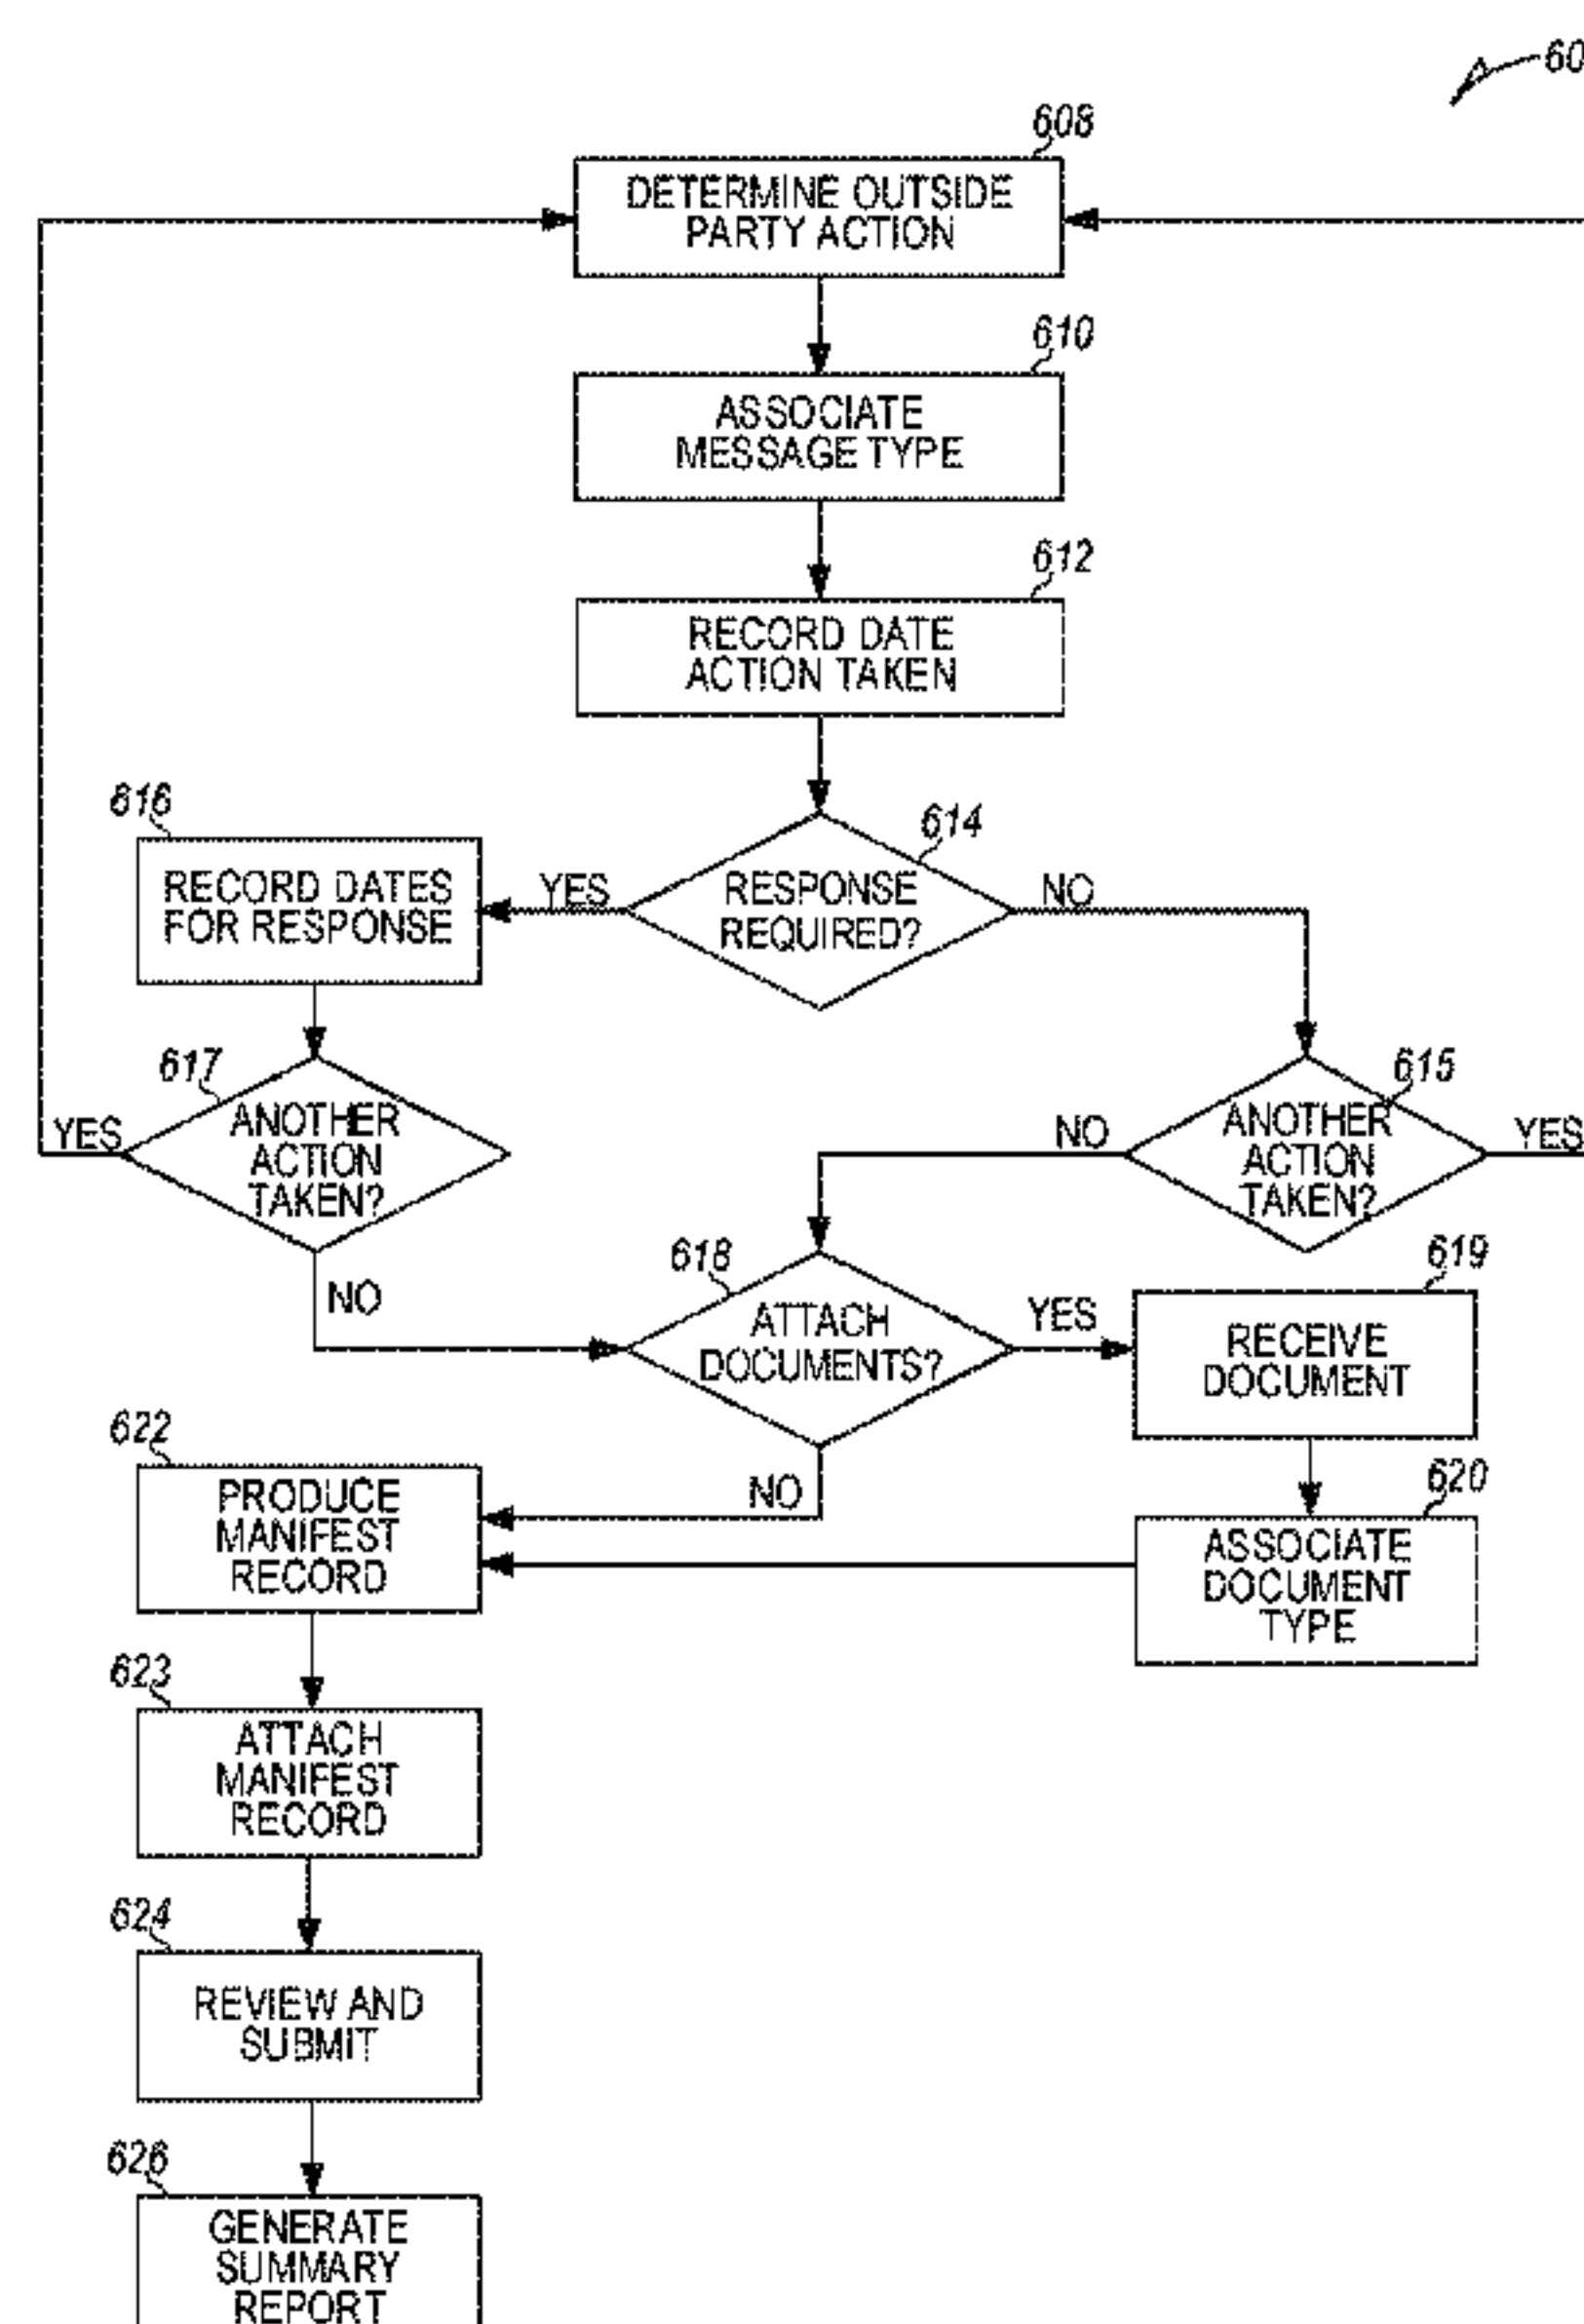 60
608
DETERMINE OUTSIDE
PARTY ACTION
610
ASSOCIATE
MESSAGE TYPE
612
RECORD DATE
ACTION TAKEN
616
RECORD DATES
FOR RESPONSE
YES
614
RESPONSE
REQUIRED?
NO
617
YES
ANOTHER
ACTION
TAKEN?
NO
615
NO
ANOTHER
ACTION
TAKEN?
YES
618
ATTACH
DOCUMENTS?
YES
NO
619
RECEIVE
DOCUMENT
620
ASSOCIATE
DOCUMENT
TYPE
622
PRODUCE
MANIFEST
RECORD
623
ATTACH
MANIFEST
RECORD
624
REVIEW AND
SUBMIT
626
GENERATE
SUMMARY
REPORT